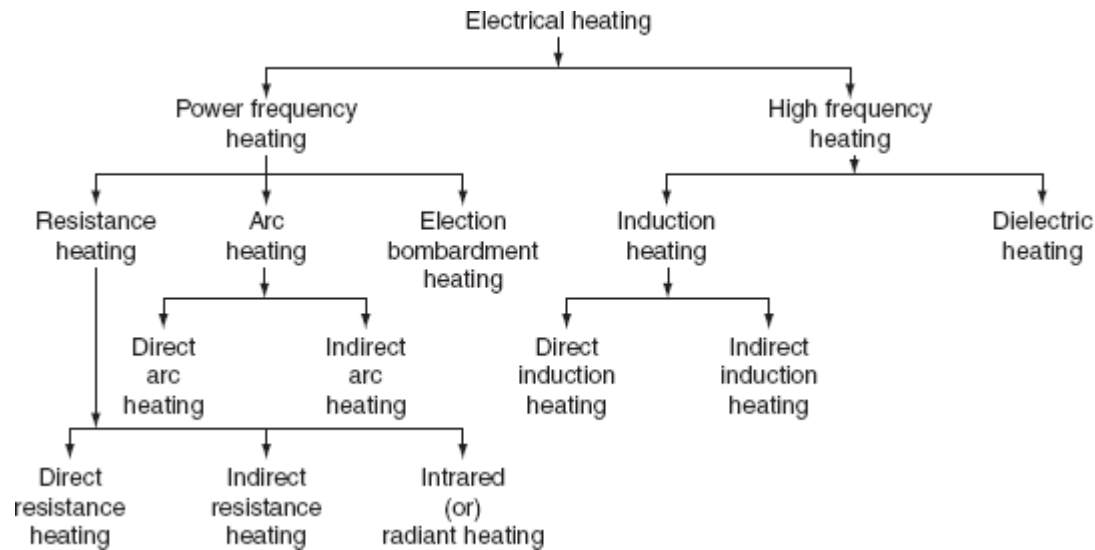 Electrical heating
Power frequency
heating
High frequency
heating
Resistance
heating
Arc
heating
Election
bombardment
heating
Induction
heating
Dielectric
heating
Direct
arc
heating
Indirect
arc
heating
Direct
induction
heating
Indirect
induction
heating
Direct
resistance
heating
Indirect
resistance
heating
Intrared
(or)
radiant heating